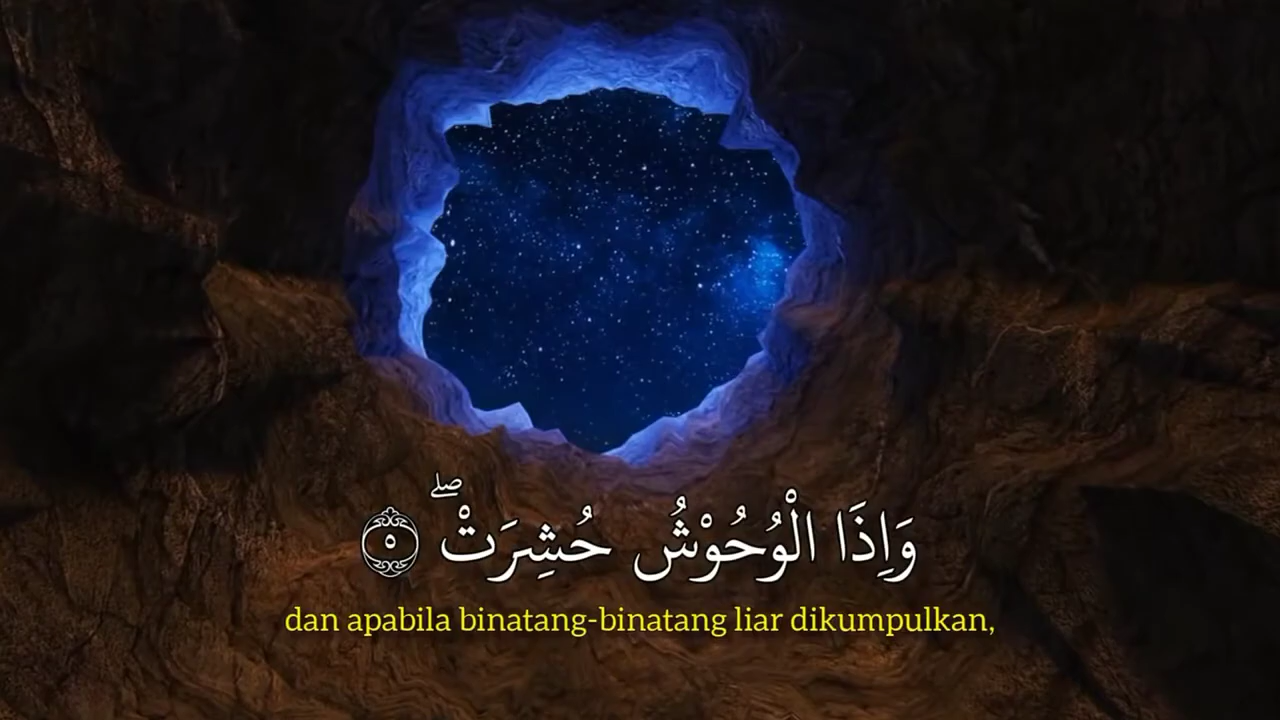 وَاِذَا الْوُحُوْشُ حُشِرَتْۖ ٥
dan apabila binatang-binatang liar dikumpulkan,